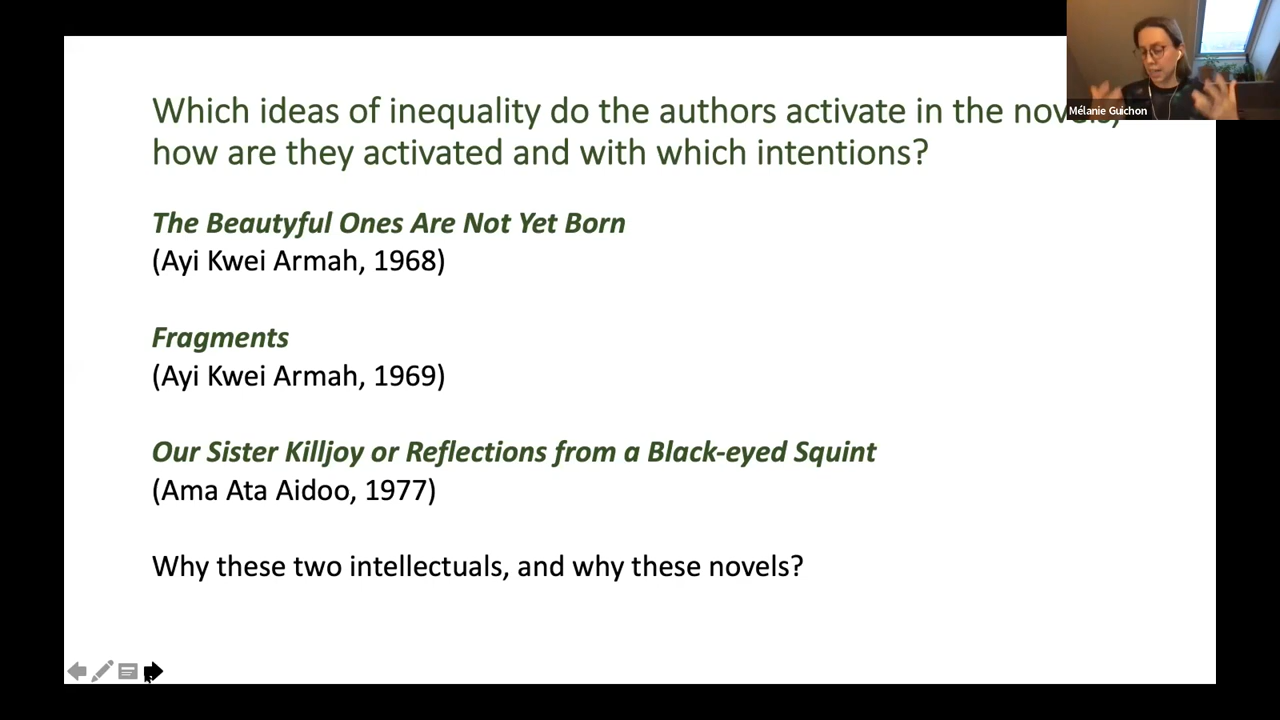 Which ideas of inequality do the authors activate in the novels,
how are they activated and with which intentions?
The Beautyful Ones Are Not Yet Born
(Ayi Kwei Armah, 1968)
Fragments
(Ayi Kwei Armah, 1969)
Our Sister Killjoy or Reflections from a Black-eyed Squint
(Ama Ata Aidoo, 1977)
Why these two intellectuals, and why these novels?
Mélanie Guichon